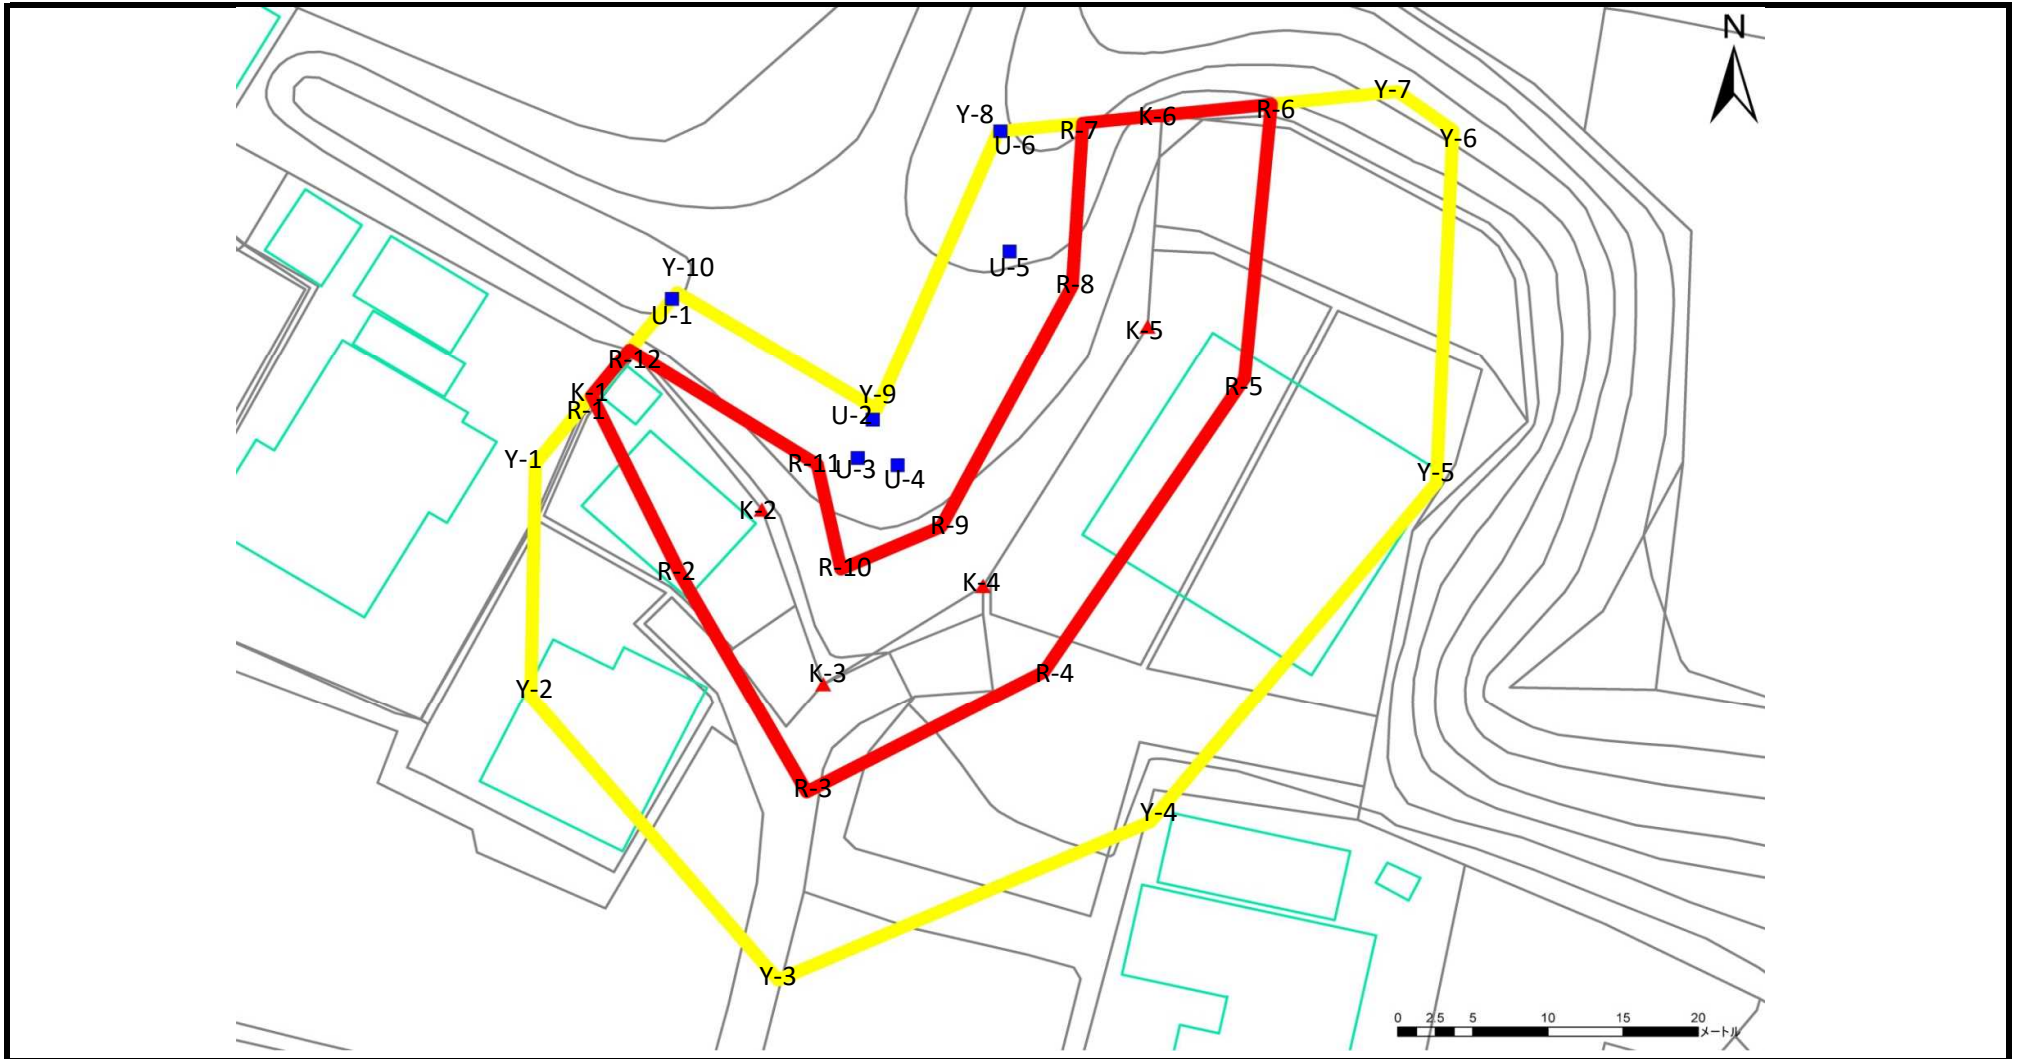 N
Y-7
Y-8
R-6
K-6
R-7
Y-6
U-6
Y-10
U-5
R-8
U-1
K-5
R-12
R-5
K-1
Y-9
R-1
U-2
Y-1
R-11
U-3
Y-5
U-4
K-2
R-9
R-10
R-2
K-4
K-3
R-4
Y-2
R-3
Y-4
Y-3
0 2.5 5 10 15 20
メートル